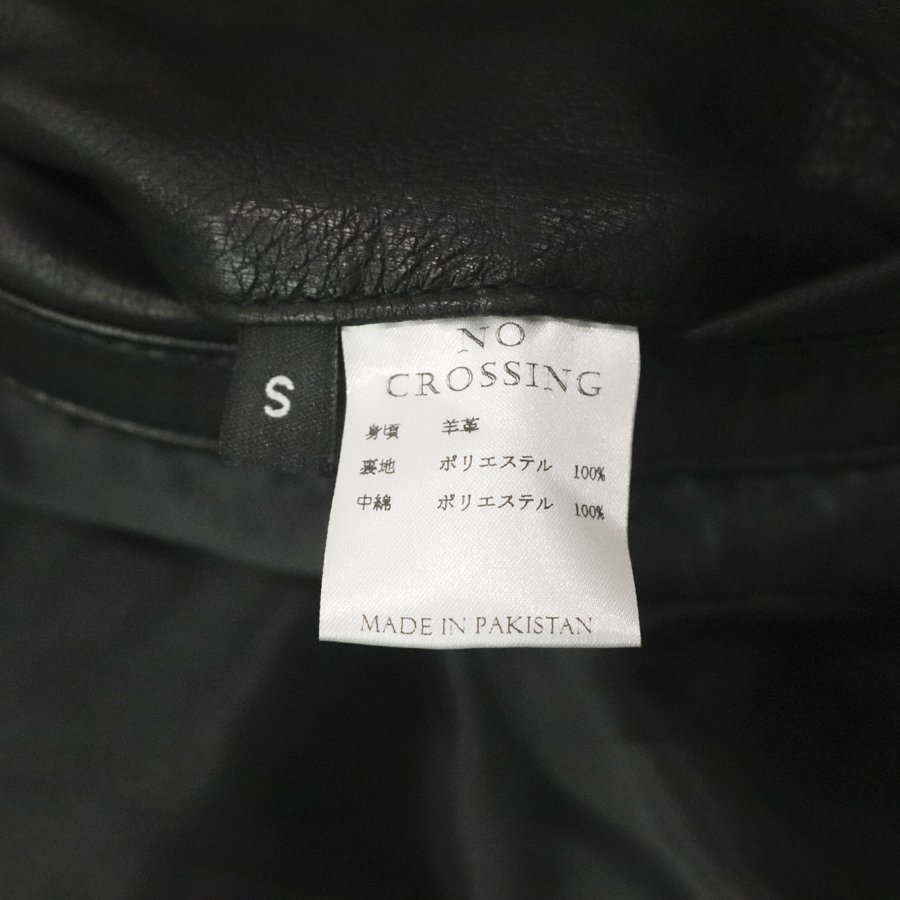 S
NO
CROSSING
身頃 羊革
裏地 ポリエステル 100%
中綿 ポリエステル 100%
MADE IN PAKISTAN